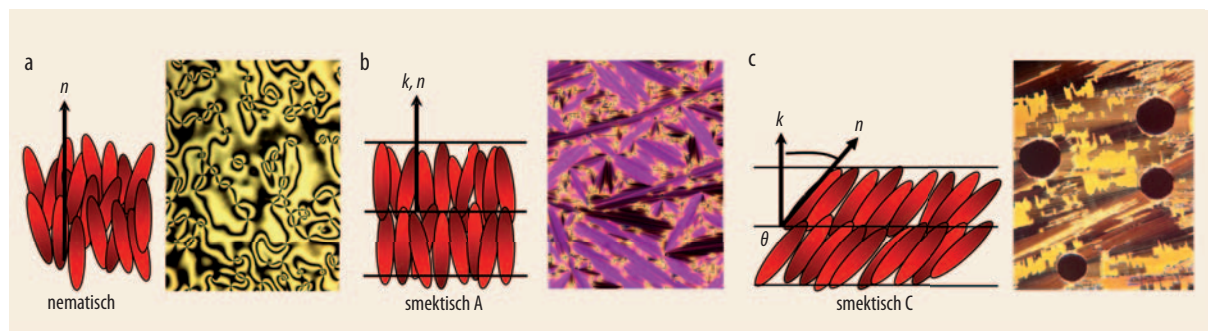 a
n
nematisch
b
k, n
smektisch A
c
k
n
θ
smektisch C